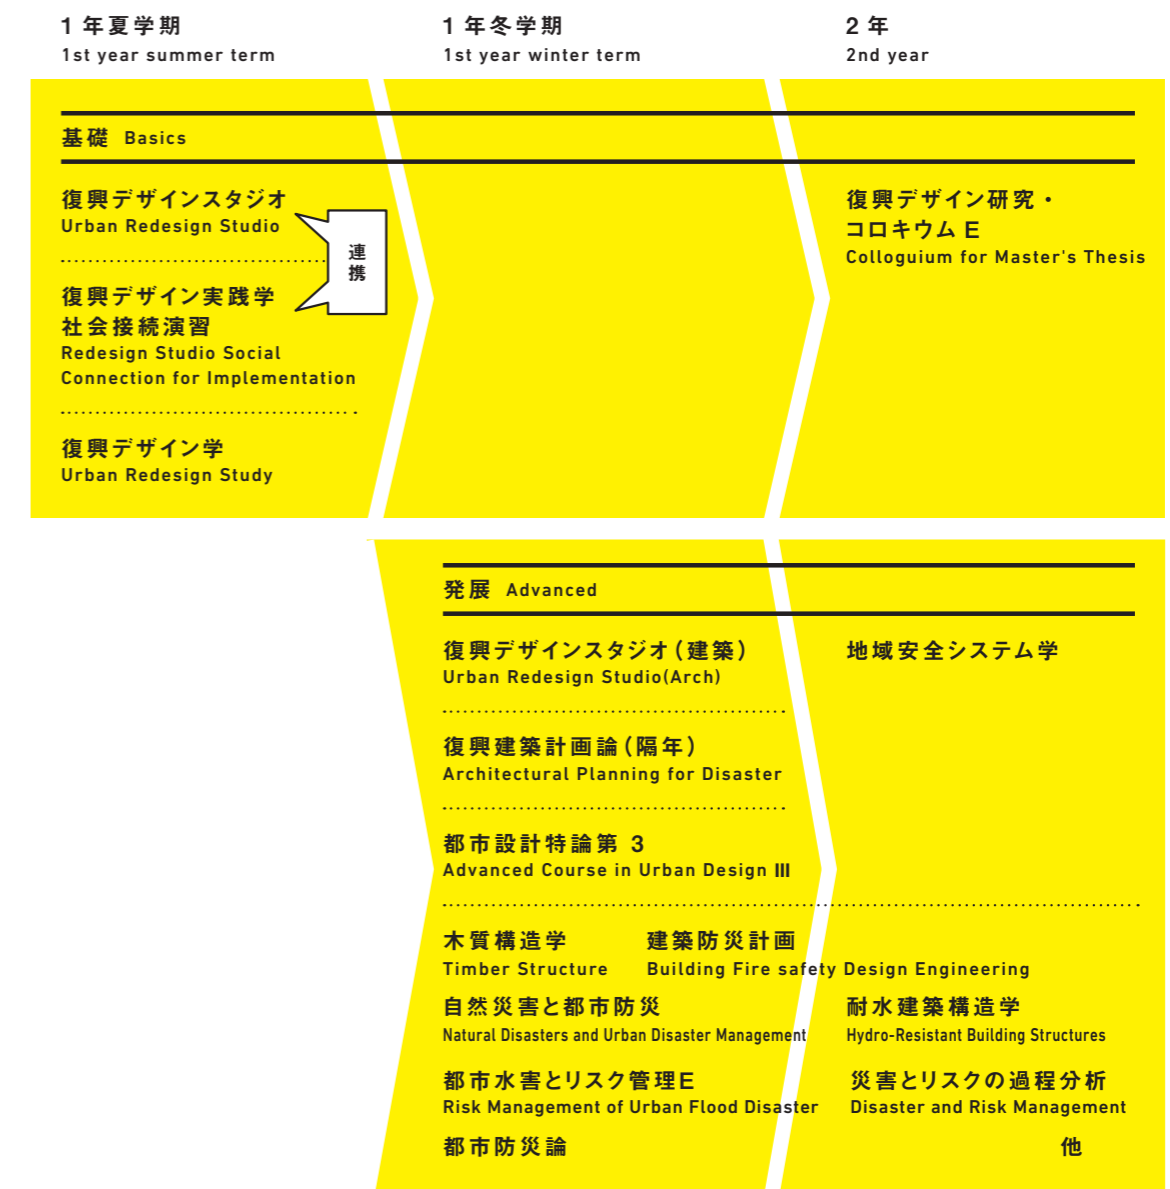 1 年夏学期
1st year summer term
1 年冬学期
1st year winter term
2 年
2nd year
基礎 Basics
復興デザインスタジオ
Urban Redesign Studio
連携
復興デザイン実践学
社会接続演習
Redesign Studio Social
Connection for Implementation
復興デザイン学
Urban Redesign Study
復興デザイン研究・
コロキウム E
Colloguium for Master's Thesis
発展 Advanced
復興デザインスタジオ(建築)
Urban Redesign Studio(Arch)
地域安全システム学
復興建築計画論(隔年)
Architectural Planning for Disaster
都市設計特論第 3
Advanced Course in Urban Design III
木質構造学 建築防災計画
Timber Structure Building Fire safety Design Engineering
自然災害と都市防災 耐水建築構造学
Natural Disasters and Urban Disaster Management Hydro-Resistant Building Structures
都市水害とリスク管理E 災害とリスクの過程分析
Risk Management of Urban Flood Disaster Disaster and Risk Management
都市防災論 他